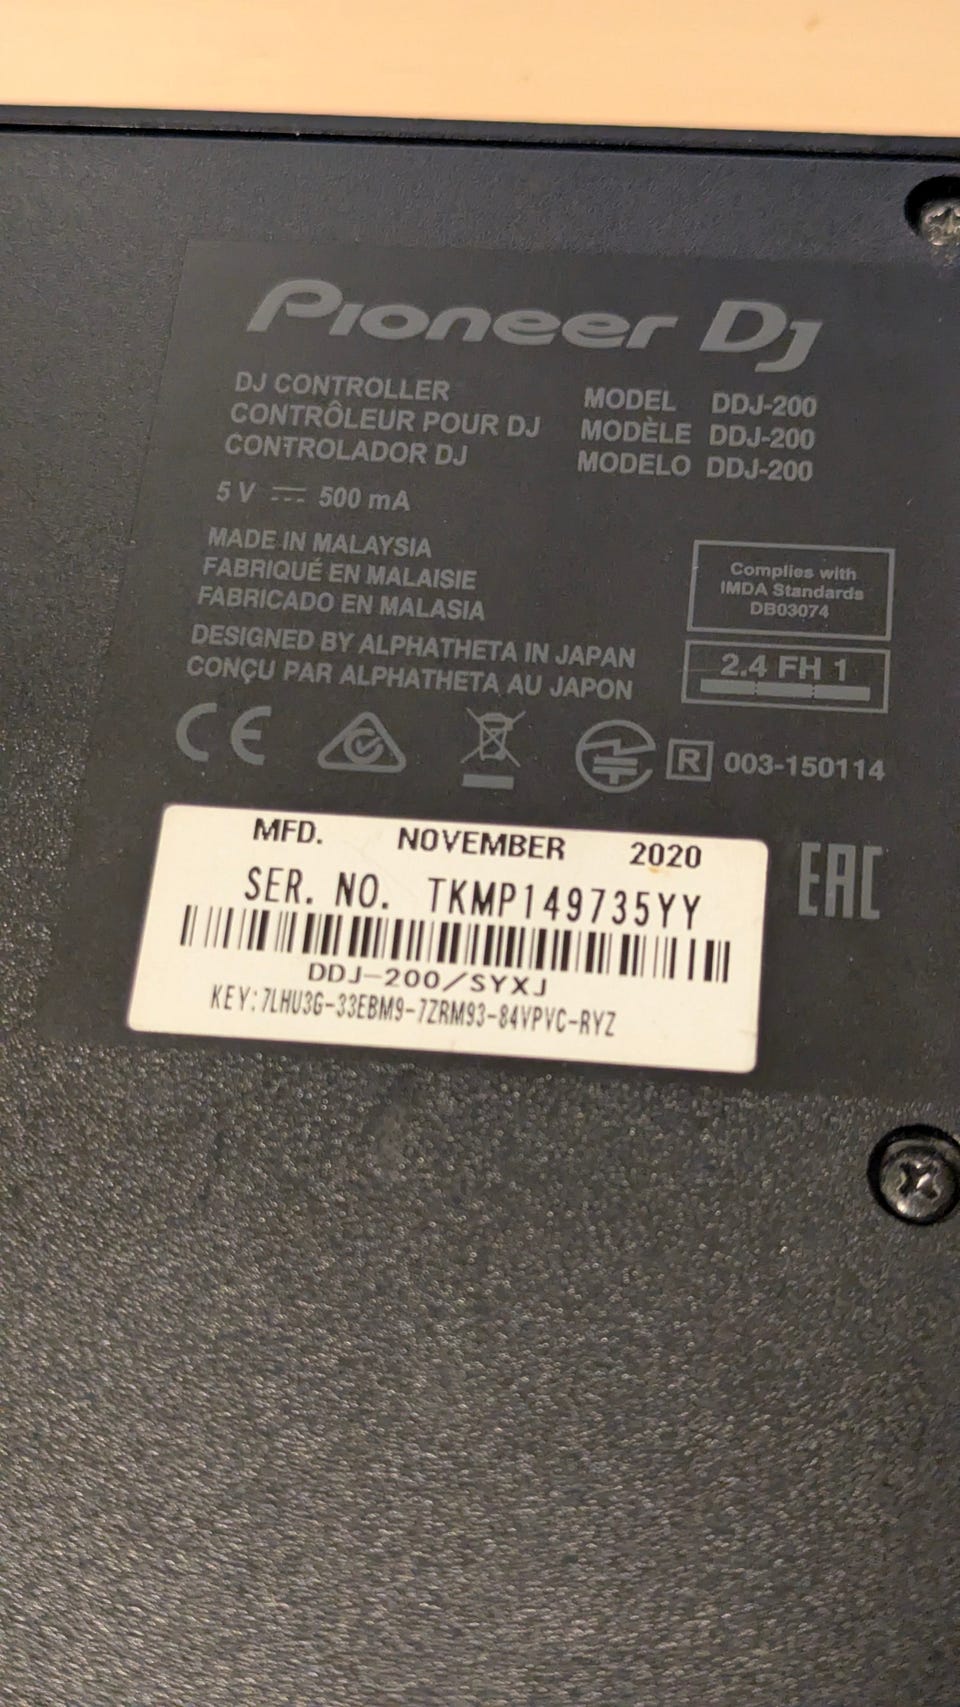 Pioneer Dj
DJ CONTROLLER
CONTRÔLEUR POUR DJ
CONTROLADOR DJ
MODEL DDJ-200
MODÈLE DDJ-200
MODELO DDJ-200
5 V 500 mA
MADE IN MALAYSIA
FABRIQUÉ EN MALAISIE
FABRICADO EN MALASIA
DESIGNED BY ALPHATHETA IN JAPAN
CONÇU PAR ALPHATHETA AU JAPON
Complies with
IMDA Standards
DB03074
2.4 FH 1
CE
R 003-150114
EAC
MFD. NOVEMBER 2020
SER. NO. TKMP149735YY
DDJ-200/SYXJ
KEY:7LHU3G-33EBM9-7ZRM93-84VPVC-RYZ